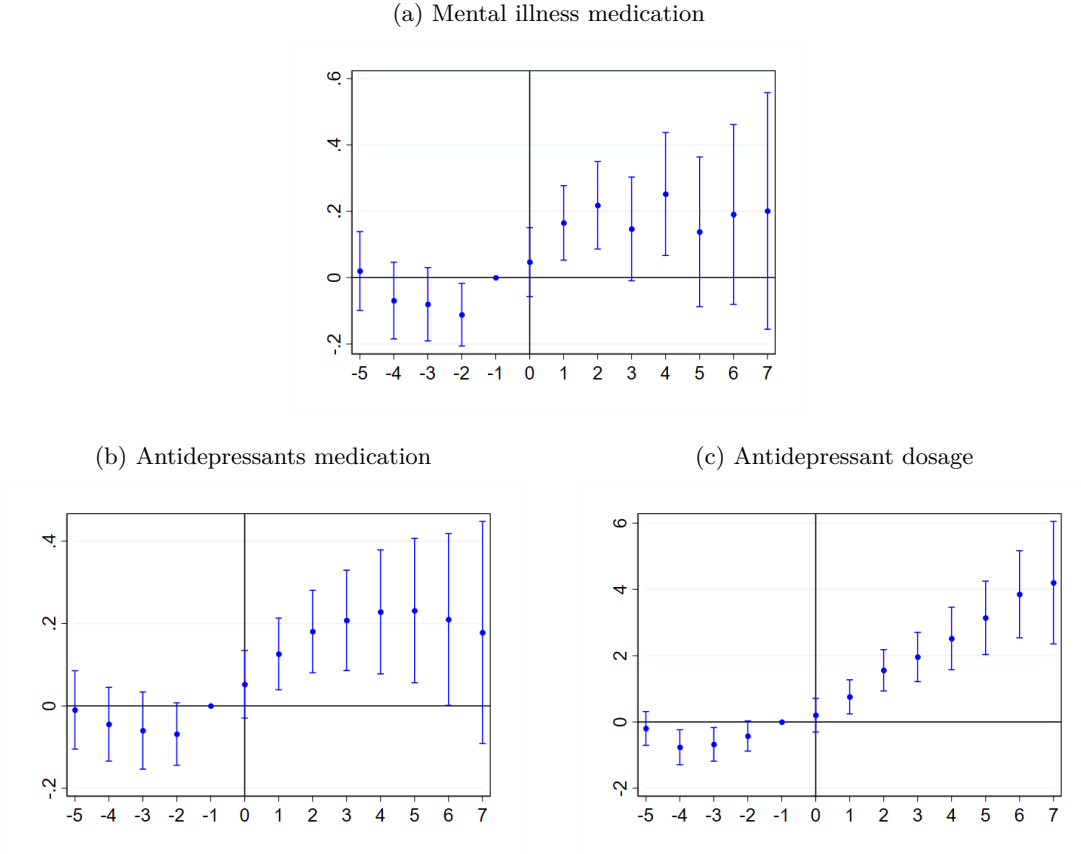 (a) Mental illness medication
.6
.4
.2
0
-.2
-5 -4 -3 -2 -1 0 1 2 3 4 5 6 7
(b) Antidepressants medication
.4
.2
0
-.2
-5 -4 -3 -2 -1 0 1 2 3 4 5 6 7
(c) Antidepressant dosage
6
4
2
0
-2
-5 -4 -3 -2 -1 0 1 2 3 4 5 6 7